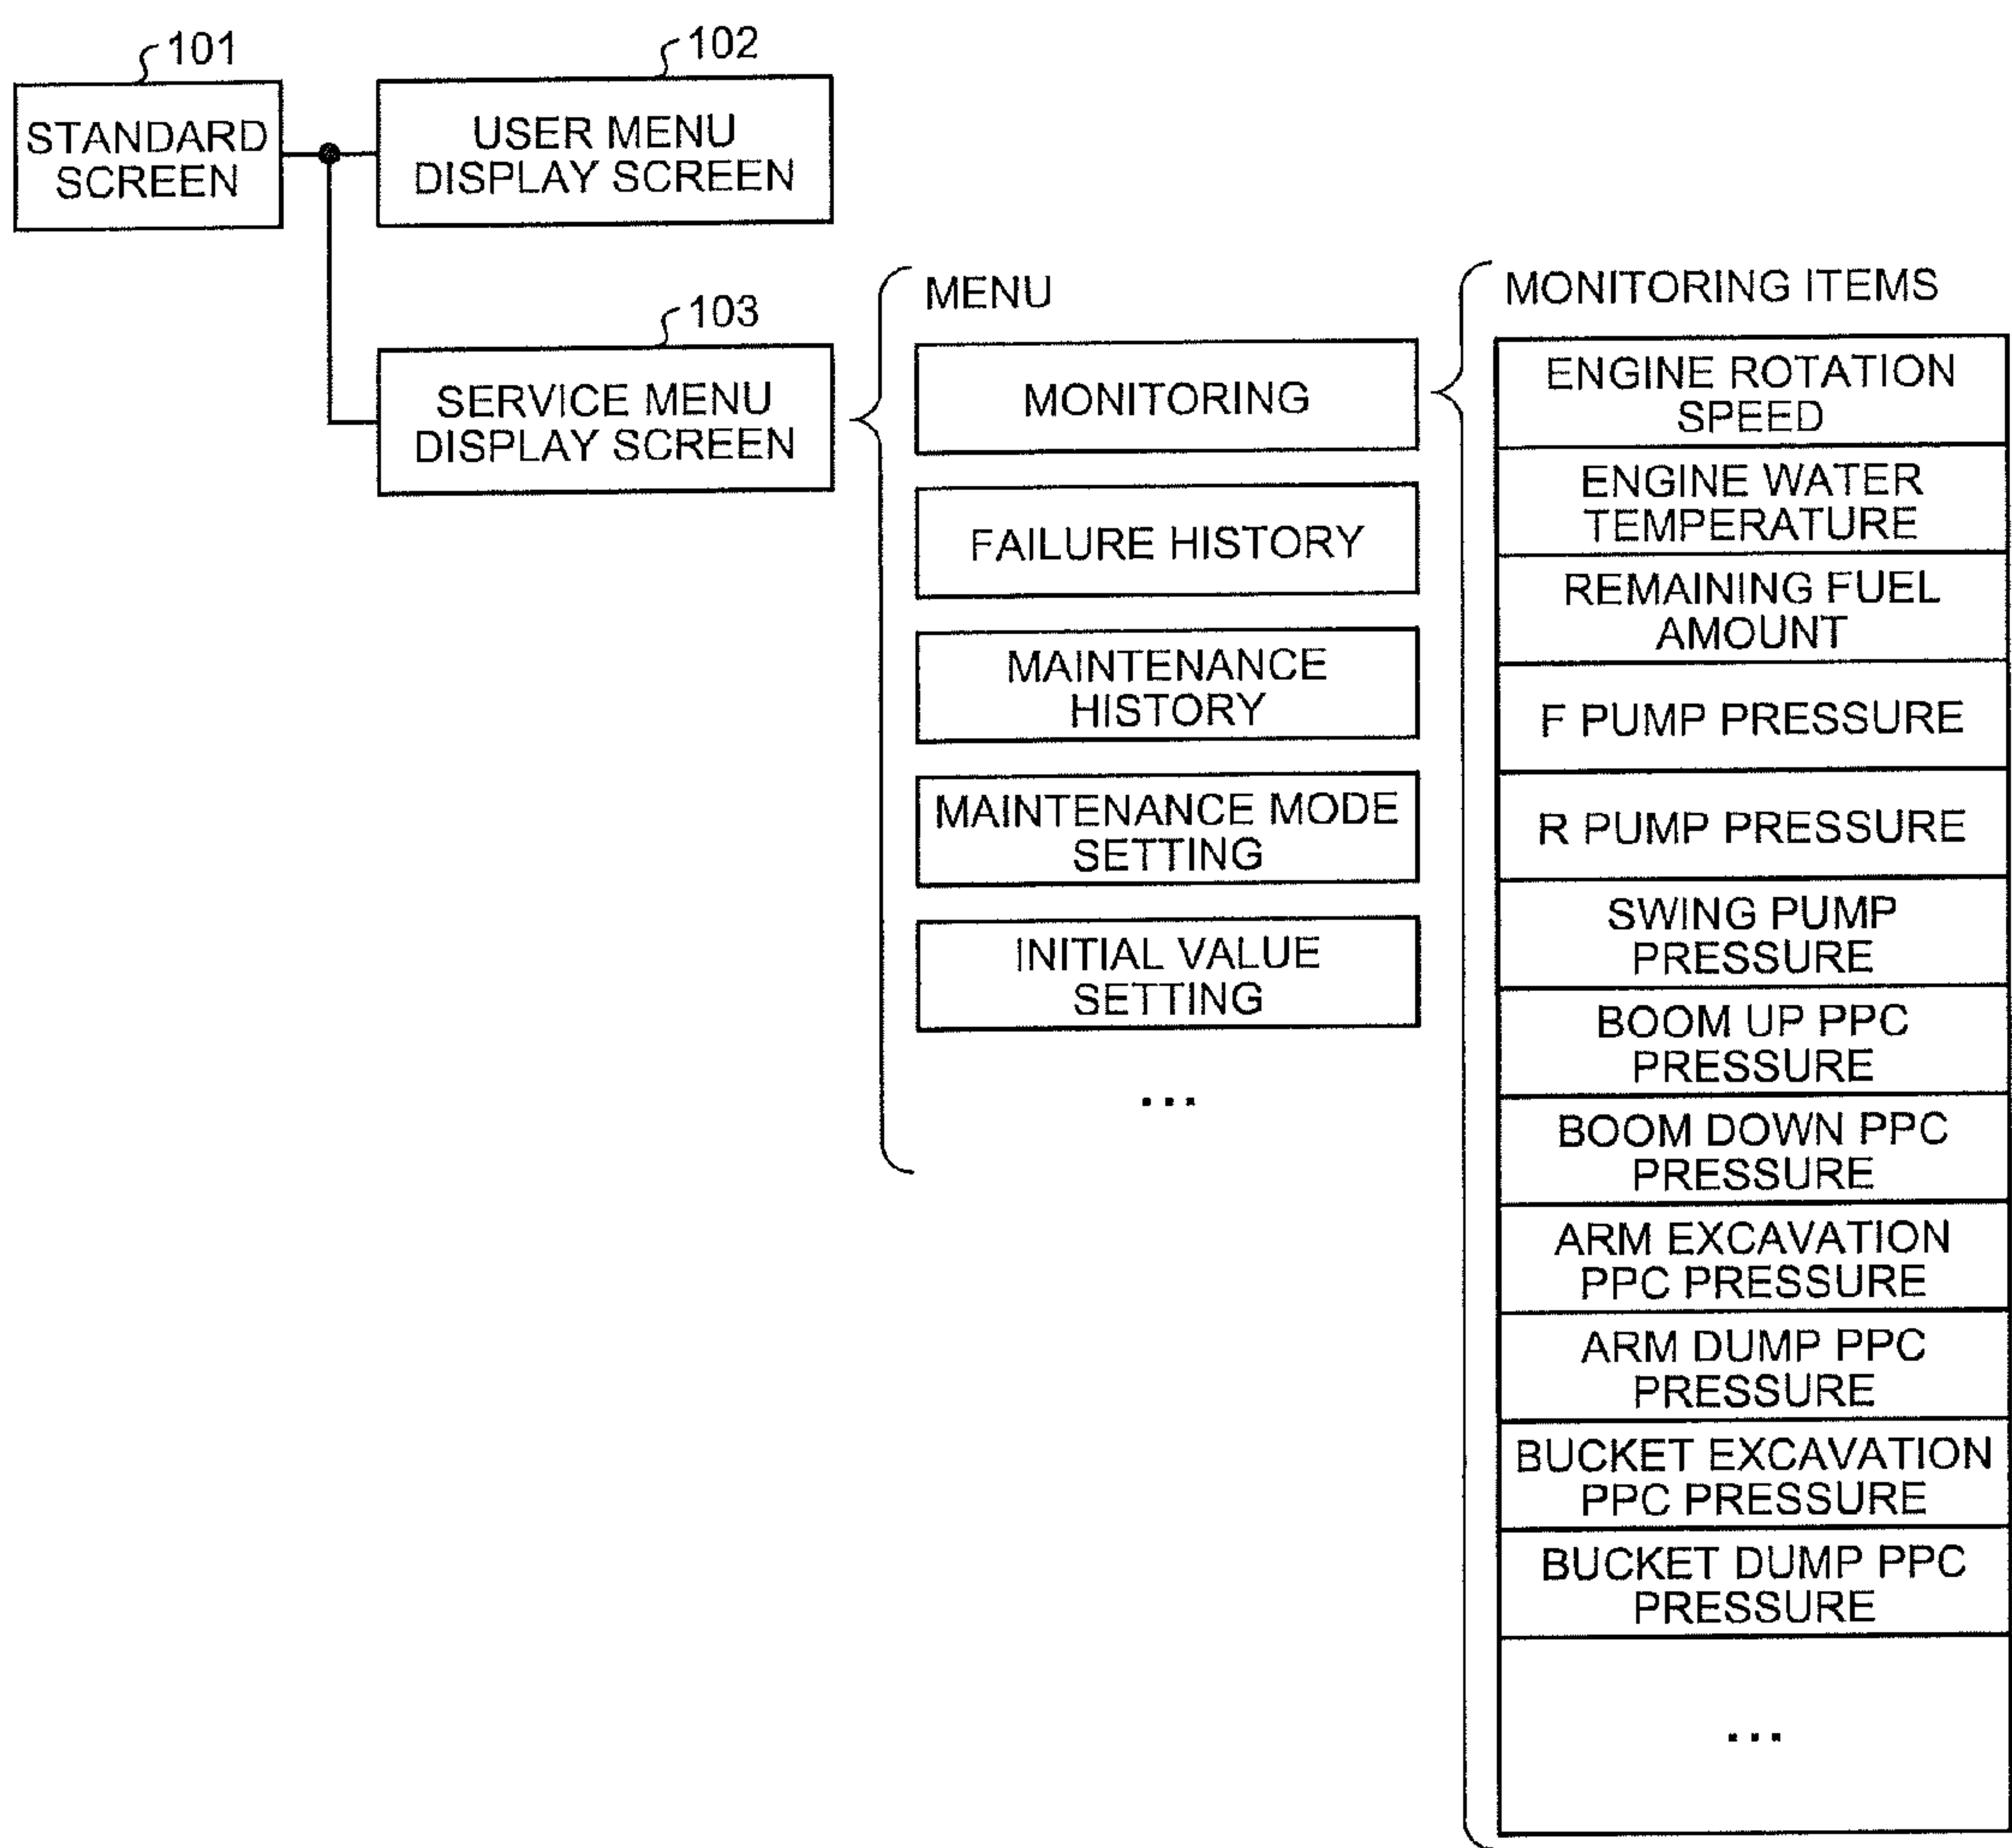 101
STANDARD
SCREEN
102
USER MENU
DISPLAY SCREEN
103
SERVICE MENU
DISPLAY SCREEN
MENU
MONITORING
FAILURE HISTORY
MAINTENANCE
HISTORY
MAINTENANCE MODE
SETTING
INITIAL VALUE
SETTING
...
MONITORING ITEMS
ENGINE ROTATION
SPEED
ENGINE WATER
TEMPERATURE
REMAINING FUEL
AMOUNT
F PUMP PRESSURE
R PUMP PRESSURE
SWING PUMP
PRESSURE
BOOM UP PPC
PRESSURE
BOOM DOWN PPC
PRESSURE
ARM EXCAVATION
PPC PRESSURE
ARM DUMP PPC
PRESSURE
BUCKET EXCAVATION
PPC PRESSURE
BUCKET DUMP PPC
PRESSURE
...